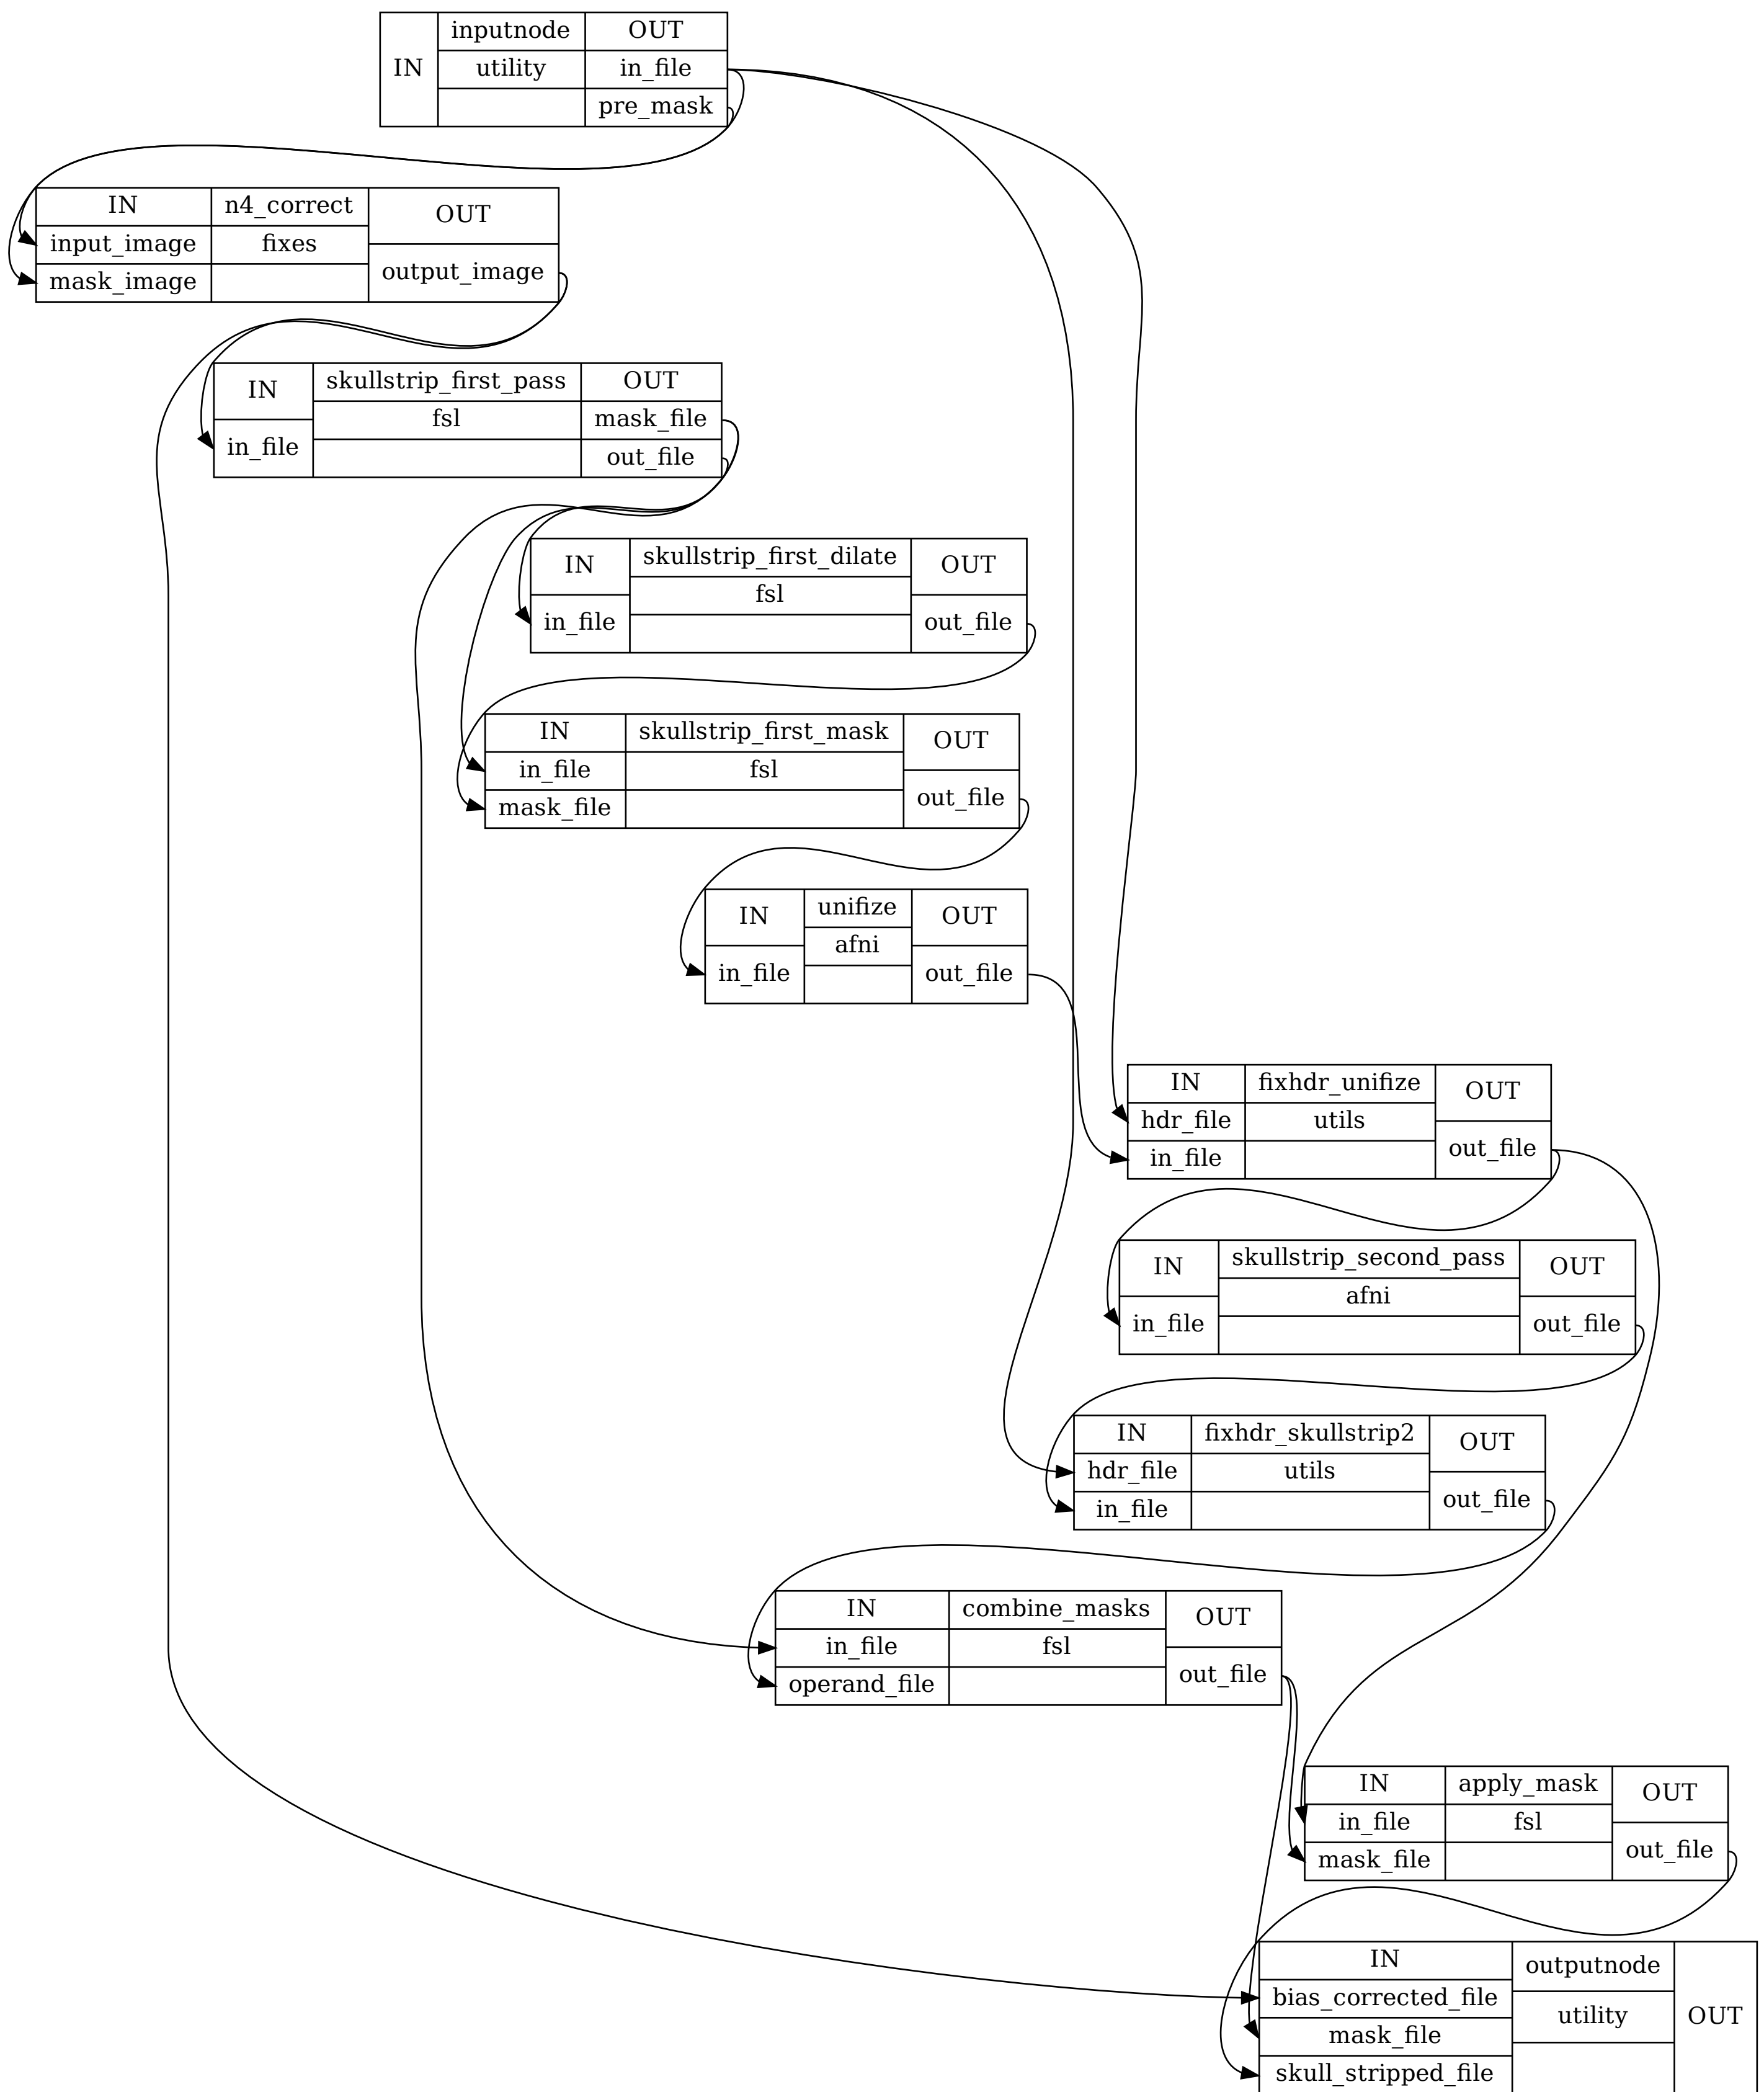 IN inputnode OUT
utility in_file
pre_mask
IN n4_correct OUT
input_image fixes
mask_image output_image
IN skullstrip_first_pass OUT
fsl mask_file
in_file out_file
IN skullstrip_first_dilate OUT
fsl
in_file out_file
IN skullstrip_first_mask OUT
in_file fsl
mask_file out_file
IN unifize OUT
afni
in_file out_file
IN fixhdr_unifize OUT
hdr_file utils
in_file out_file
IN skullstrip_second_pass OUT
afni
in_file out_file
IN fixhdr_skullstrip2 OUT
hdr_file utils
in_file out_file
IN combine_masks OUT
in_file fsl
operand_file out_file
IN apply_mask OUT
in_file fsl
mask_file out_file
IN outputnode OUT
bias_corrected_file utility
mask_file
skull_stripped_file